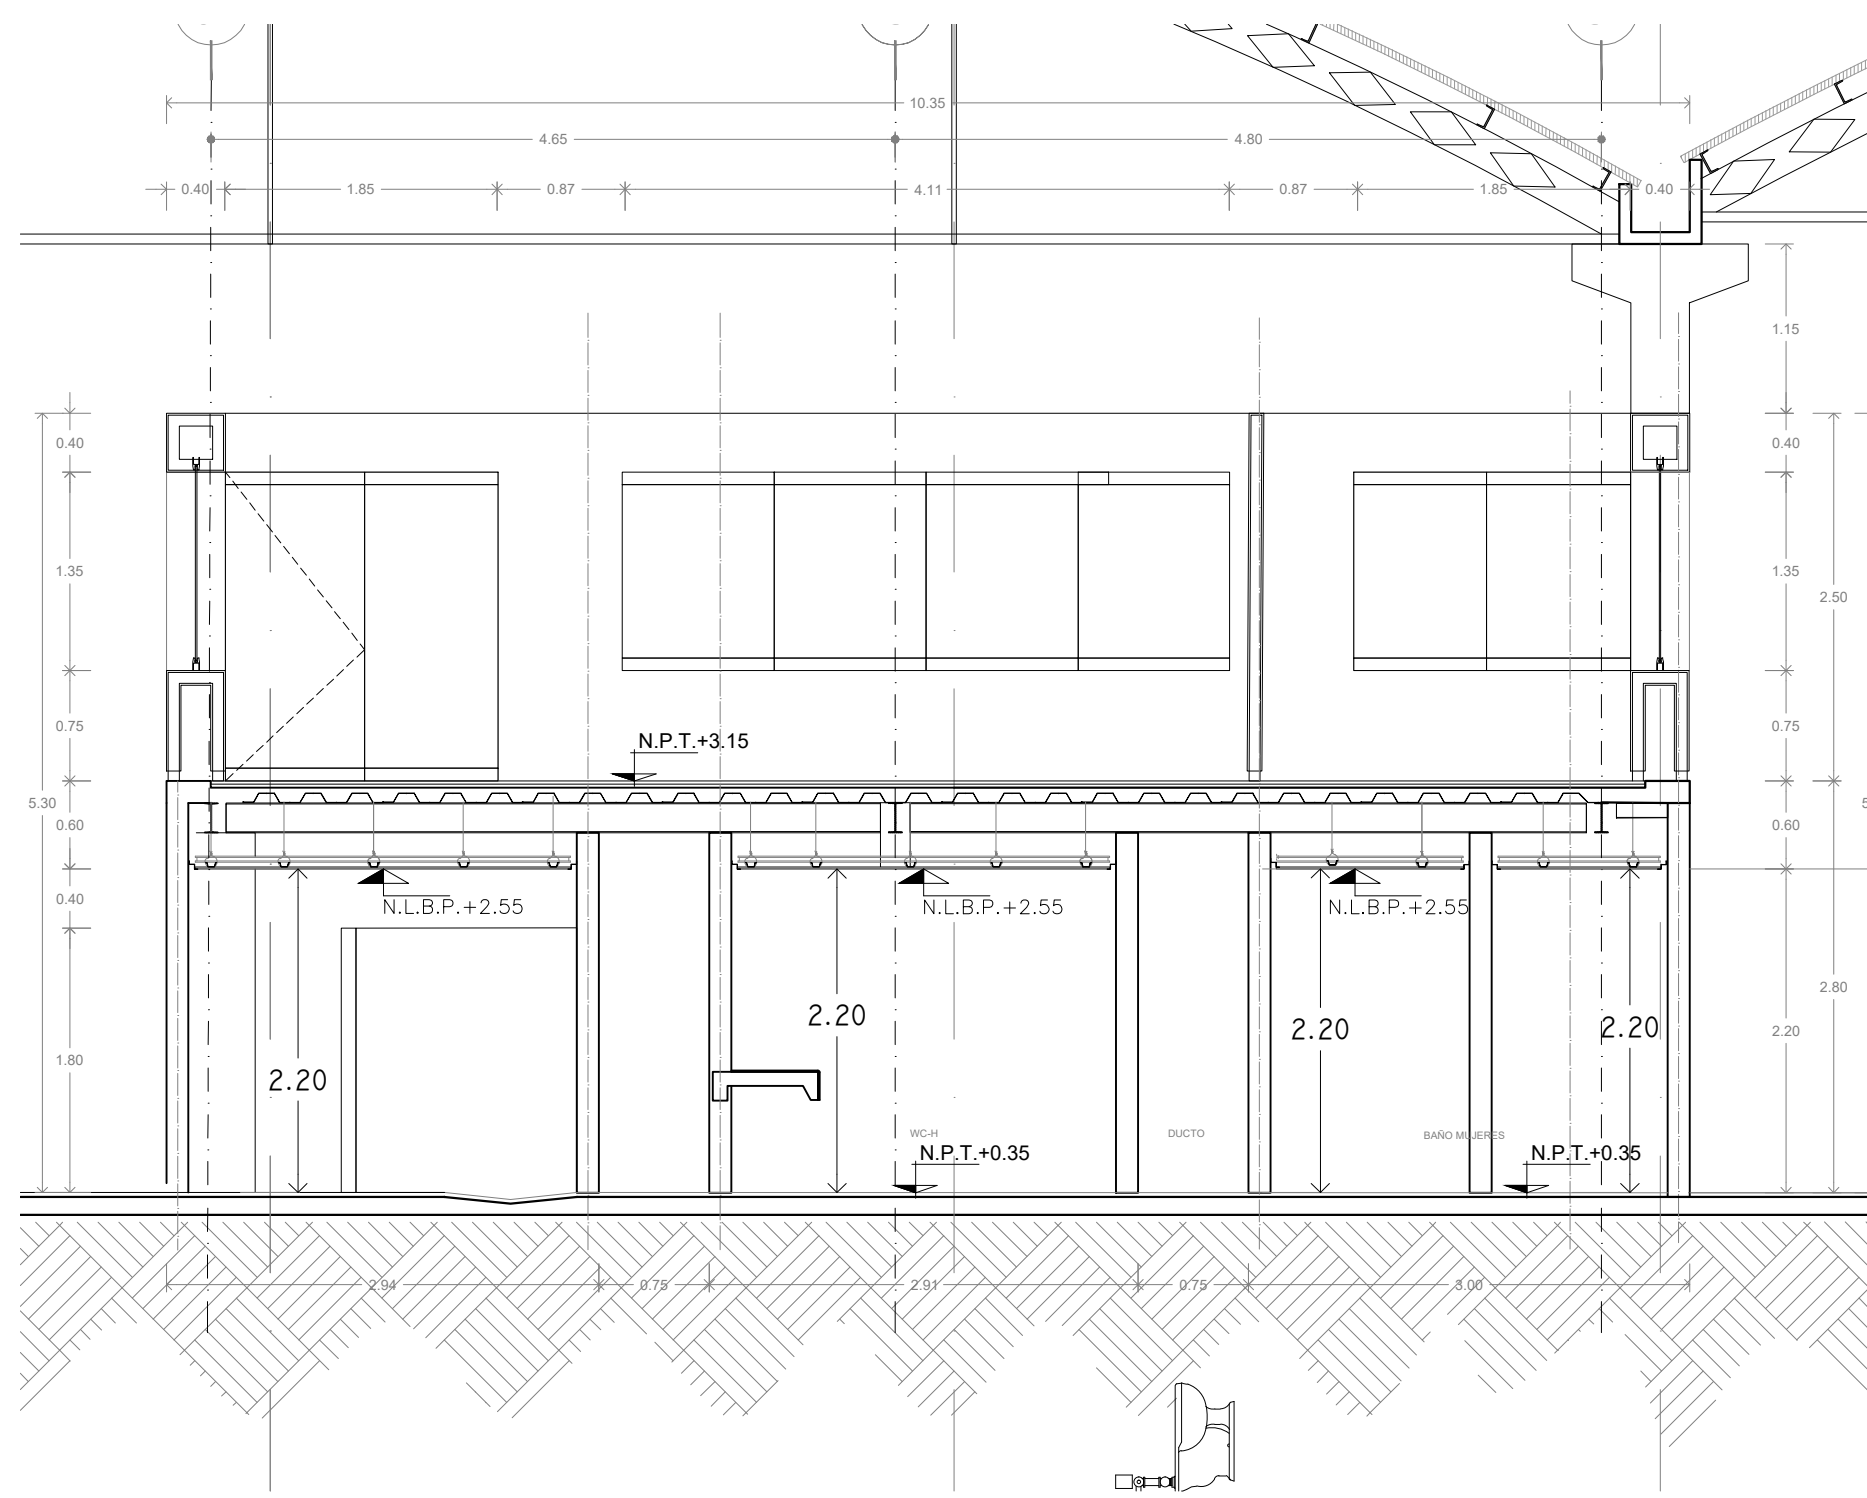 10.35
4.65 4.80
0.40 1.85 0.87 4.11 0.87 1.85 0.40
1.15
0.40 0.40
1.35 1.35
2.50
0.75 0.75
N.P.T.+3.15
5.30
0.60 0.60
0.40
N.L.B.P.+2.55 N.L.B.P.+2.55 N.L.B.P.+2.55
2.80
2.20 2.20 2.20 2.20
1.80
2.20
WC-H DUCTO BAÑO MUJERES
N.P.T.+0.35 N.P.T.+0.35
2.94 0.75 2.91 0.75 3.00